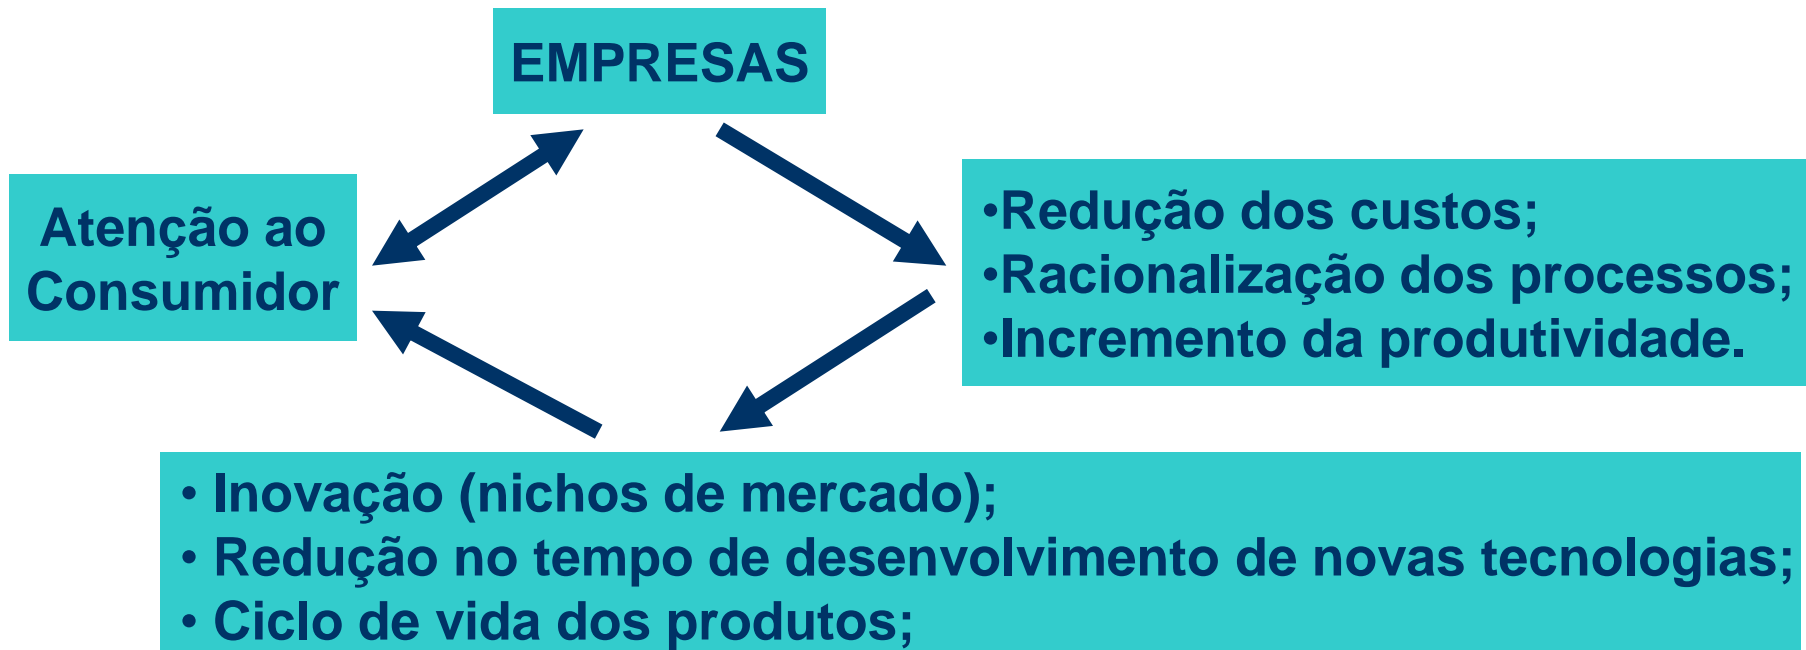 EMPRESAS
Atenção ao
Consumidor
•Redução dos custos;
•Racionalização dos processos;
•Incremento da produtividade.
• Inovação (nichos de mercado);
• Redução no tempo de desenvolvimento de novas tecnologias;
• Ciclo de vida dos produtos;